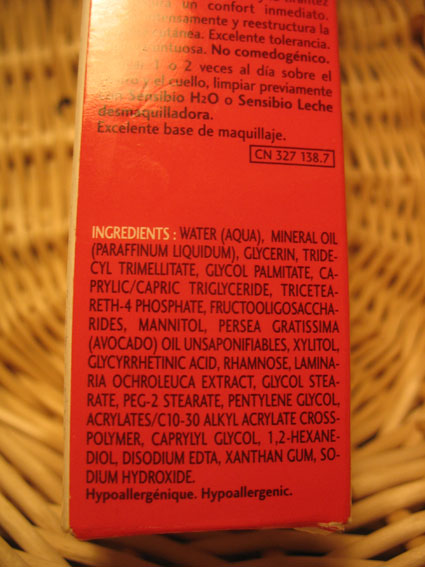 tirantez
a un confort inmediato.
ensamente y reestructura la
tánea. Excelente tolerancia.
untuosa. No comedogénico.
1 o 2 veces al día sobre el
y el cuello, limpiar previamente
con Sensibio H2O o Sensibio Leche
desmaquilladora.
Excelente base de maquillaje.
CN 327 138.7
INGREDIENTS : WATER (AQUA), MINERAL OIL
(PARAFFINUM LIQUIDUM), GLYCERIN, TRIDE-
CYL TRIMELLITATE, GLYCOL PALMITATE, CA-
PRYLIC/CAPRIC TRIGLYCERIDE, TRICETEA-
RETH-4 PHOSPHATE, FRUCTOOLIGOSACCHA-
RIDES, MANNITOL, PERSEA GRATISSIMA
(AVOCADO) OIL UNSAPONIFIABLES, XYLITOL,
GLYCYRRHETINIC ACID, RHAMNOSE, LAMINA-
RIA OCHROLEUCA EXTRACT, GLYCOL STEA-
RATE, PEG-2 STEARATE, PENTYLENE GLYCOL,
ACRYLATES/C10-30 ALKYL ACRYLATE CROSS-
POLYMER, CAPRYLYL GLYCOL, 1,2-HEXANE-
DIOL, DISODIUM EDTA, XANTHAN GUM, SO-
DIUM HYDROXIDE.
Hypoallergénique. Hypoallergenic.